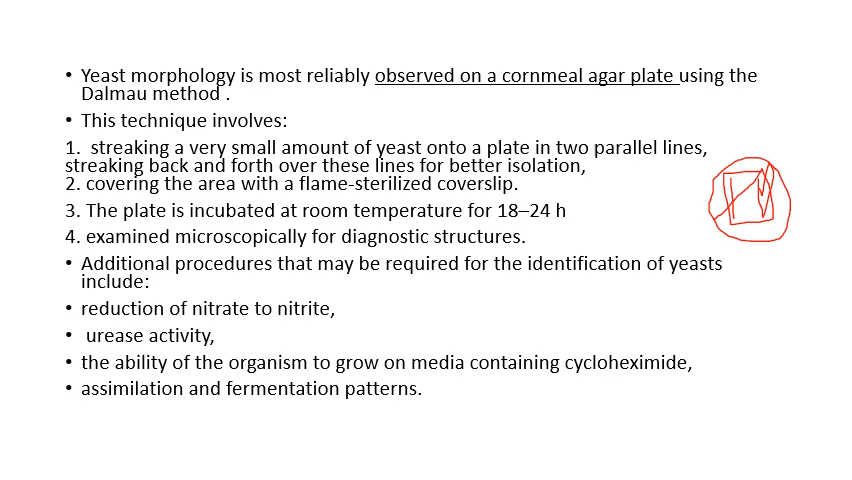 • Yeast morphology is most reliably observed on a cornmeal agar plate using the
Dalmau method .
• This technique involves:
1.  streaking a very small amount of yeast onto a plate in two parallel lines,
streaking back and forth over these lines for better isolation,
2. covering the area with a flame-sterilized coverslip.
3. The plate is incubated at room temperature for 18–24 h
4. examined microscopically for diagnostic structures.
• Additional procedures that may be required for the identification of yeasts
include:
• reduction of nitrate to nitrite,
• urease activity,
• the ability of the organism to grow on media containing cycloheximide,
• assimilation and fermentation patterns.